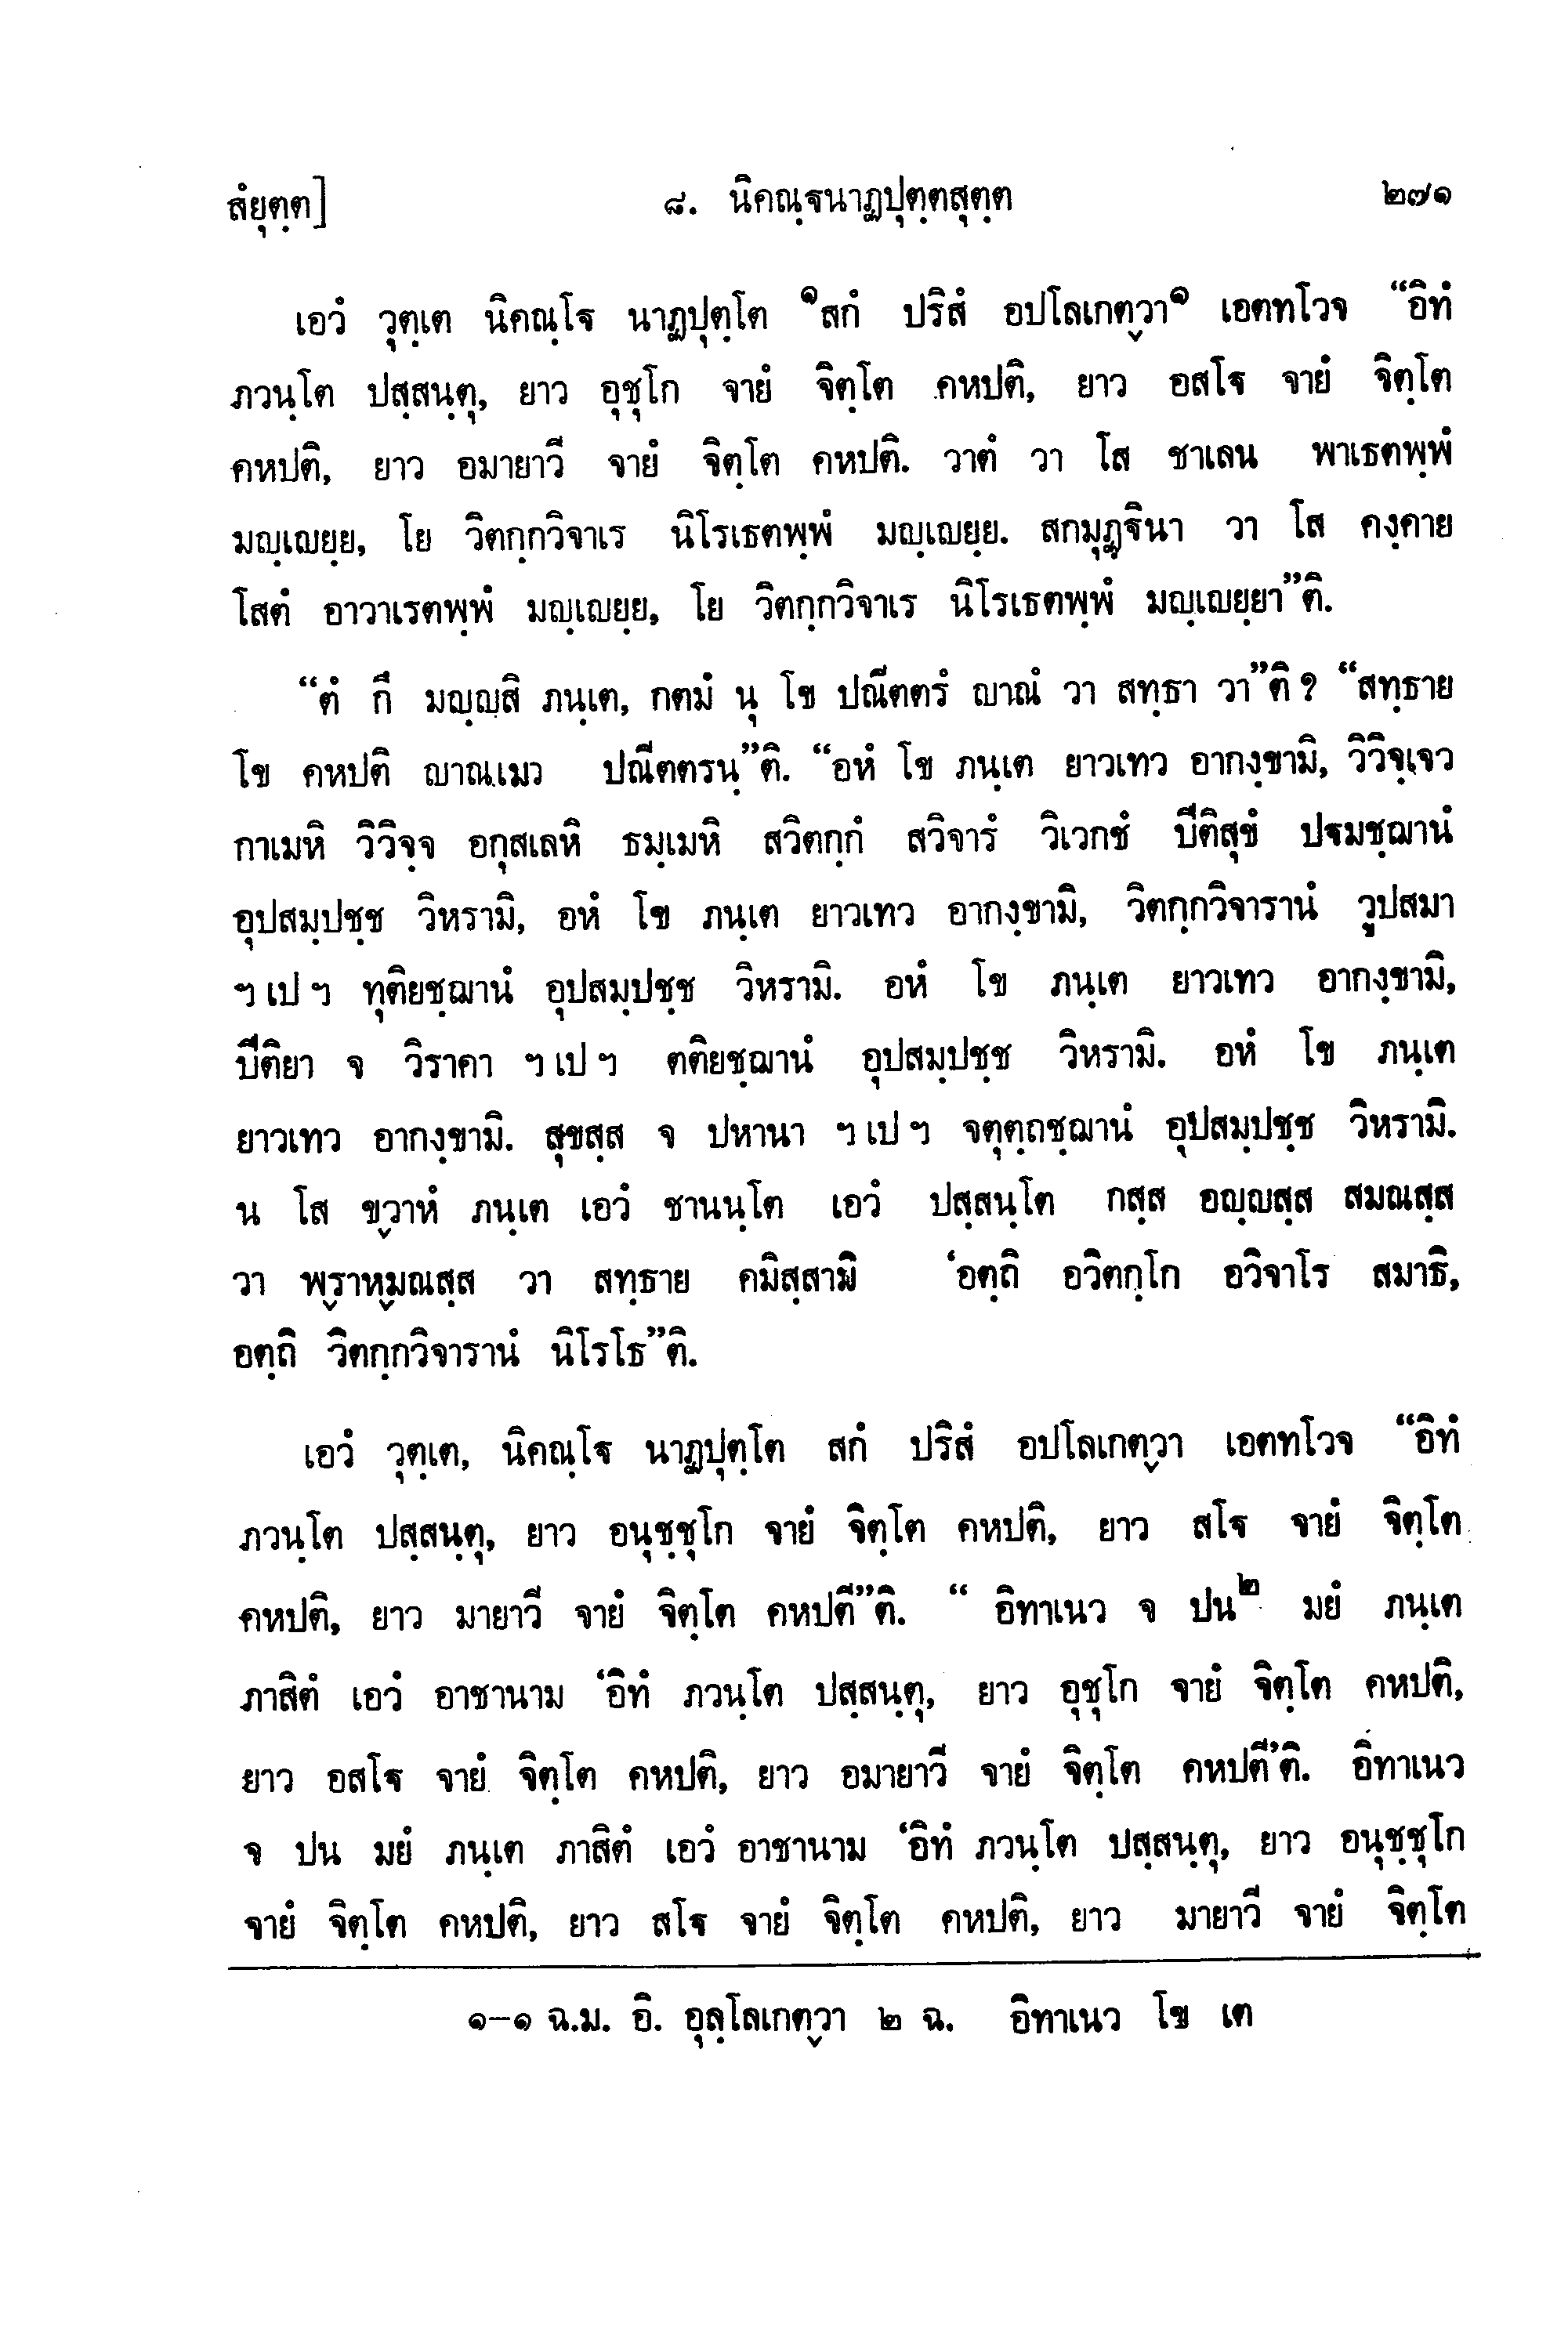 สํยุตฺต] ๘. นิคณฺฐนาฏปุตฺตสุตฺต ๒๗๑
เอวํ วุตฺเต นิคณฺโฐ นาฏปุตฺโต ๑สกํ ปริสํ อปโลเกตฺวา๑ เอตทโวจ “อิทํ
ภวนฺโต ปสฺสนฺตุ, ยาว อุชุโก จายํ จิตฺโต คหปติ, ยาว อสโฐ จายํ จิตฺโต
คหปติ, ยาว อมายาวี จายํ จิตฺโต คหปติ. วาตํ วา โส ชาเลน พาเธตพฺพํ
มญฺเญยฺย, โย วิตกฺกวิจาเร นิโรเธตพฺพํ มญฺเญยฺย. สกมุฏฺฐินา วา โส คงฺคาย
โสตํ อาวาเรตพฺพํ มญฺเญยฺย, โย วิตกฺกวิจาเร นิโรเธตพฺพํ มญฺเญยฺยา”ติ.
“ตํ กึ มญฺญสิ ภนฺเต, กตมํ นุ โข ปณีตตรํ ญาณํ วา สทฺธา วา”ติ ? “สทฺธาย
โข คหปติ ญาณเมว ปณีตตรนฺ”ติ. “อหํ โข ภนฺเต ยาวเทว อากงฺขามิ, วิวิจฺเจว
กาเมหิ วิวิจฺจ อกุสเลหิ ธมฺเมหิ สวิตกฺกํ สวิจารํ วิเวกชํ ปีติสุขํ ปฐมชฺฌานํ
อุปสมฺปชฺช วิหรามิ, อหํ โข ภนฺเต ยาวเทว อากงฺขามิ, วิตกฺกวิจารานํ วูปสมา
ฯ เป ฯ ทุติยชฺฌานํ อุปสมฺปชฺช วิหรามิ. อหํ โข ภนฺเต ยาวเทว อากงฺขามิ,
ปีติยา จ วิราคา ฯ เป ฯ ตติยชฺฌานํ อุปสมฺปชฺช วิหรามิ. อหํ โข ภนฺเต
ยาวเทว อากงฺขามิ. สุขสฺส จ ปหานา ฯ เป ฯ จตุตฺถชฺฌานํ อุปสมฺปชฺช วิหรามิ.
น โส ขฺวาหํ ภนฺเต เอวํ ชานนฺโต เอวํ ปสฺสนฺโต กสฺส อญฺญสฺส สมณสฺส
วา พฺราหฺมณสฺส วา สทฺธาย คมิสฺสามิ ‘อตฺถิ อวิตกฺโก อวิจาโร สมาธิ,
อตฺถิ วิตกฺกวิจารานํ นิโรโธ”ติ.
เอวํ วุตฺเต, นิคณฺโฐ นาฏปุตฺโต สกํ ปริสํ อปโลเกตฺวา เอตทโวจ “อิทํ
ภวนฺโต ปสฺสนฺตุ, ยาว อนุชฺชุโก จายํ จิตฺโต คหปติ, ยาว สโฐ จายํ จิตฺโต
คหปติ, ยาว มายาวี จายํ จิตฺโต คหปตี”ติ. “ อิทาเนว จ ปน๒ มยํ ภนฺเต
ภาสิตํ เอวํ อาชานาม ‘อิทํ ภวนฺโต ปสฺสนฺตุ, ยาว อุชุโก จายํ จิตฺโต คหปติ,
ยาว อสโฐ จายํ จิตฺโต คหปติ, ยาว อมายาวี จายํ จิตฺโต คหปตี’ติ. อิทาเนว
จ ปน มยํ ภนฺเต ภาสิตํ เอวํ อาชานาม ‘อิทํ ภวนฺโต ปสฺสนฺตุ, ยาว อนุชฺชุโก
จายํ จิตฺโต คหปติ, ยาว สโฐ จายํ จิตฺโต คหปติ, ยาว มายาวี จายํ จิตฺโต
๑-๑ ฉ.ม. อิ. อุลฺโลเกตฺวา ๒ ฉ. อิทาเนว โข เต